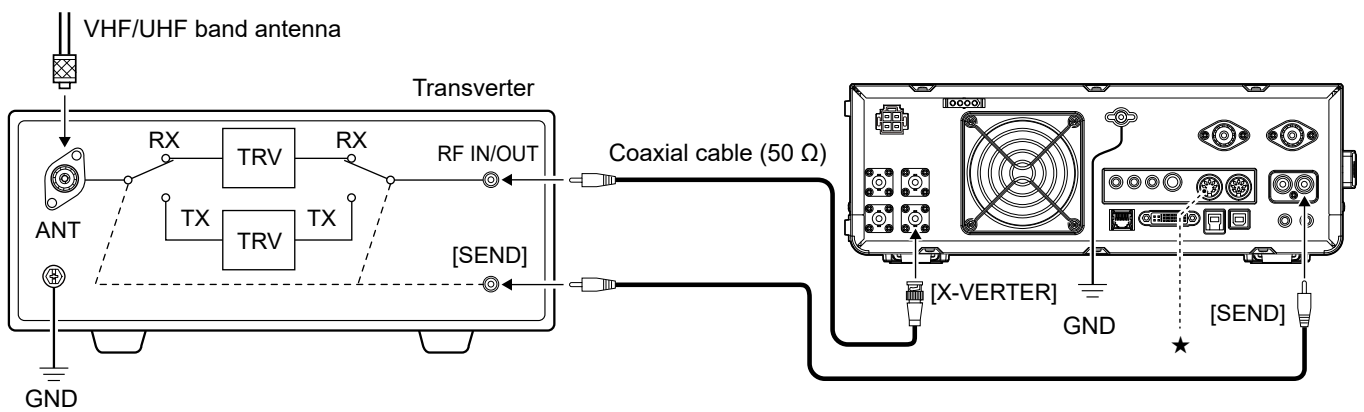 VHF/UHF band antenna
Transverter
RX
RX
TRV
RF IN/OUT
Coaxial cable (50 Ω)
ANT
TX
TX
TRV
[SEND]
[X-VERTER]
GND
[SEND]
★
GND